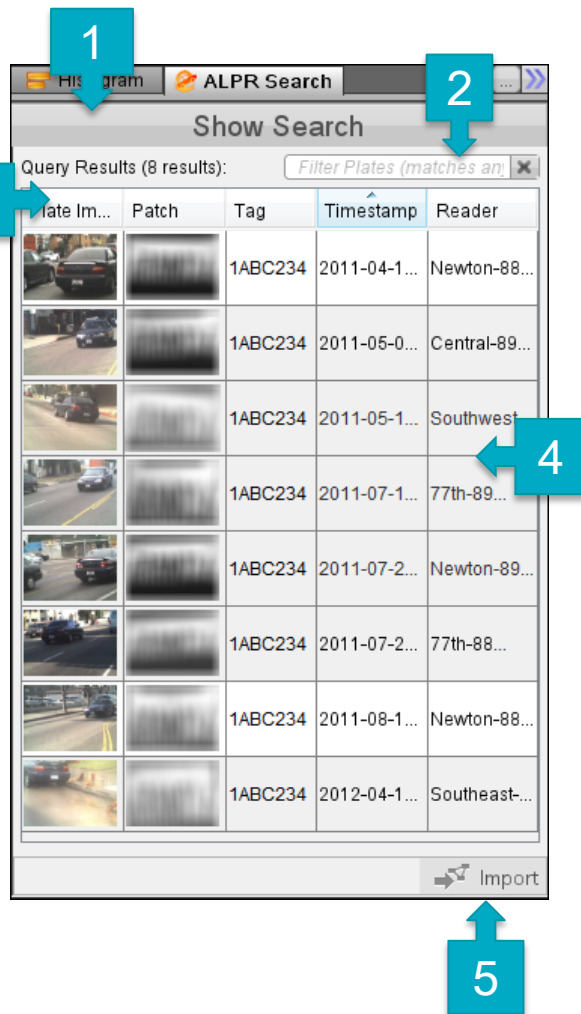 1
2
Histogram
ALPR Search
...
Show Search
Query Results (8 results):
Filter Plates (matches any
Plate Im... Patch Tag Timestamp Reader
1ABC234 2011-04-1... Newton-88...
1ABC234 2011-05-0... Central-89...
1ABC234 2011-05-1... Southwest-...
4
1ABC234 2011-07-1... 77th-89...
1ABC234 2011-07-2... Newton-89...
1ABC234 2011-07-2... 77th-88...
1ABC234 2011-08-1... Newton-88...
1ABC234 2012-04-1... Southeast-...
Import
5